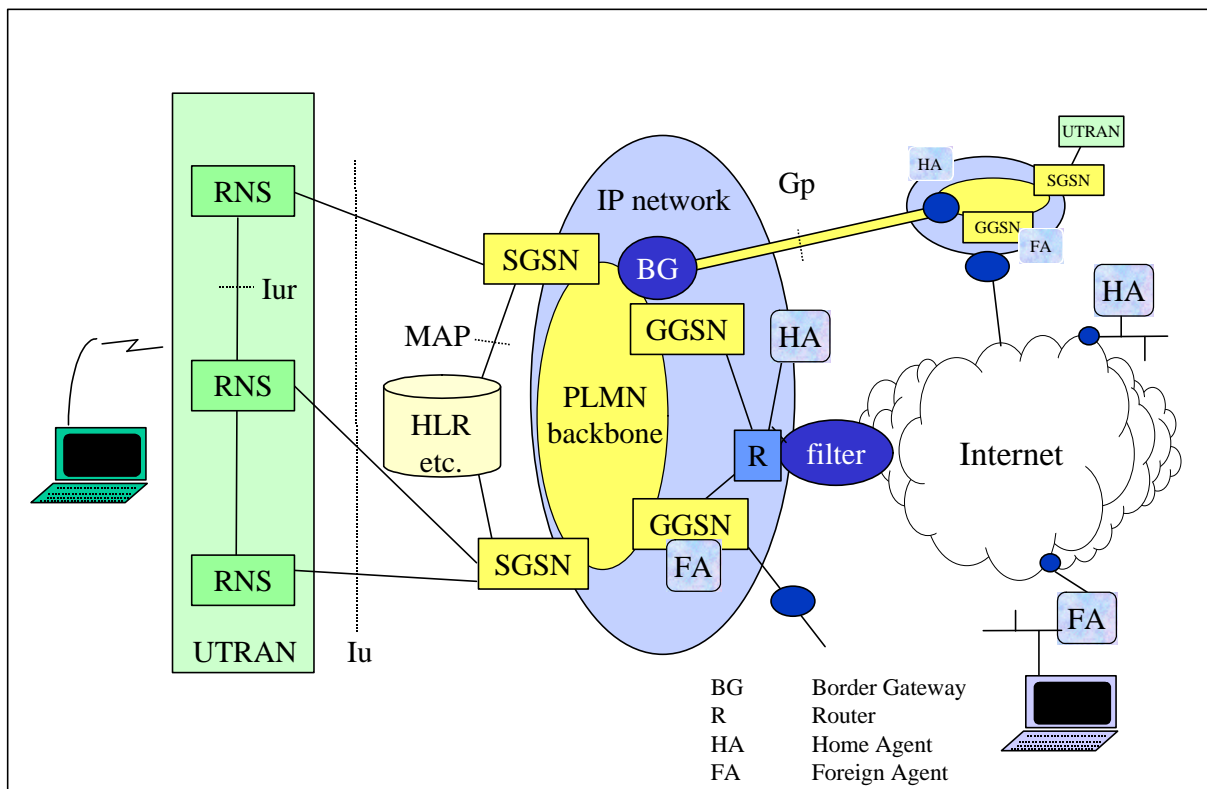 UTRAN
HA
SGSN
RNS
IP network
Gp
GGSN
FA
SGSN
BG
Iur
HA
MAP
GGSN
HA
RNS
PLMN
backbone
HLR
etc.
R
filter
Internet
GGSN
RNS
SGSN
FA
FA
UTRAN
Iu
BG Border Gateway
R Router
HA Home Agent
FA Foreign Agent